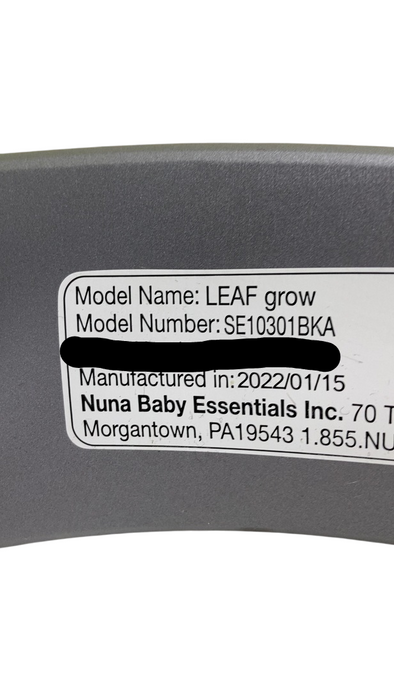 Model Name: LEAF grow
Model Number: SE10301BKA
Manufactured in: 2022/01/15
Nuna Baby Essentials Inc. 70 T
Morgantown, PA19543 1.855.NU